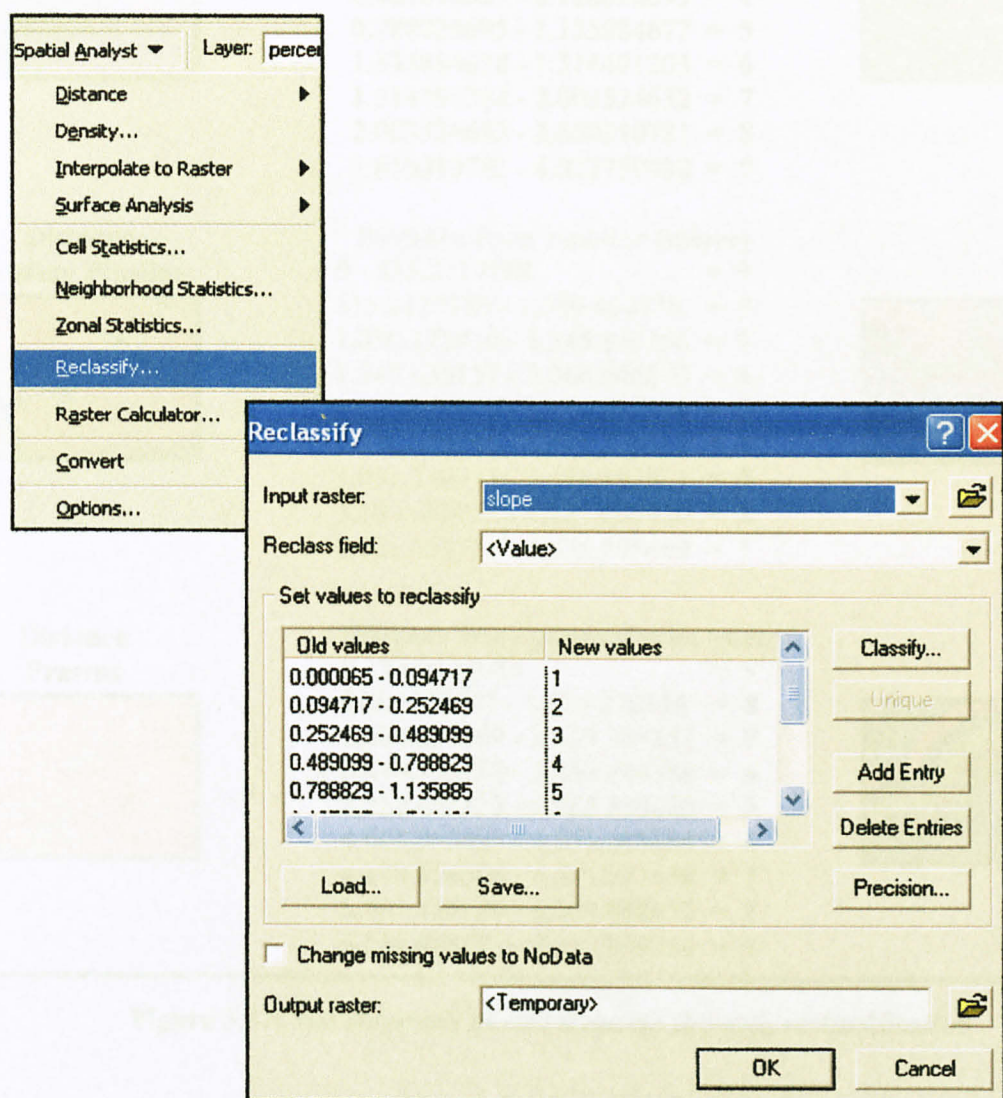 Spatial Analyst Layer: percer
Distance
Density...
Interpolate to Raster
Surface Analysis
Cell Statistics...
Neighborhood Statistics...
Zonal Statistics...
Reclassify...
Raster Calculator...
Convert
Options...
Reclassify
Input raster: slope
Reclass field: <Value>
Set values to reclassify
Old values New values
0.000065 - 0.094717 1
0.094717 - 0.252469 2
0.252469 - 0.489099 3
0.489099 - 0.788829 4
0.788829 - 1.135885 5
Classify...
Unique
Add Entry
Delete Entries
Precision...
Load... Save...
Change missing values to NoData
Output raster: <Temporary>
OK Cancel